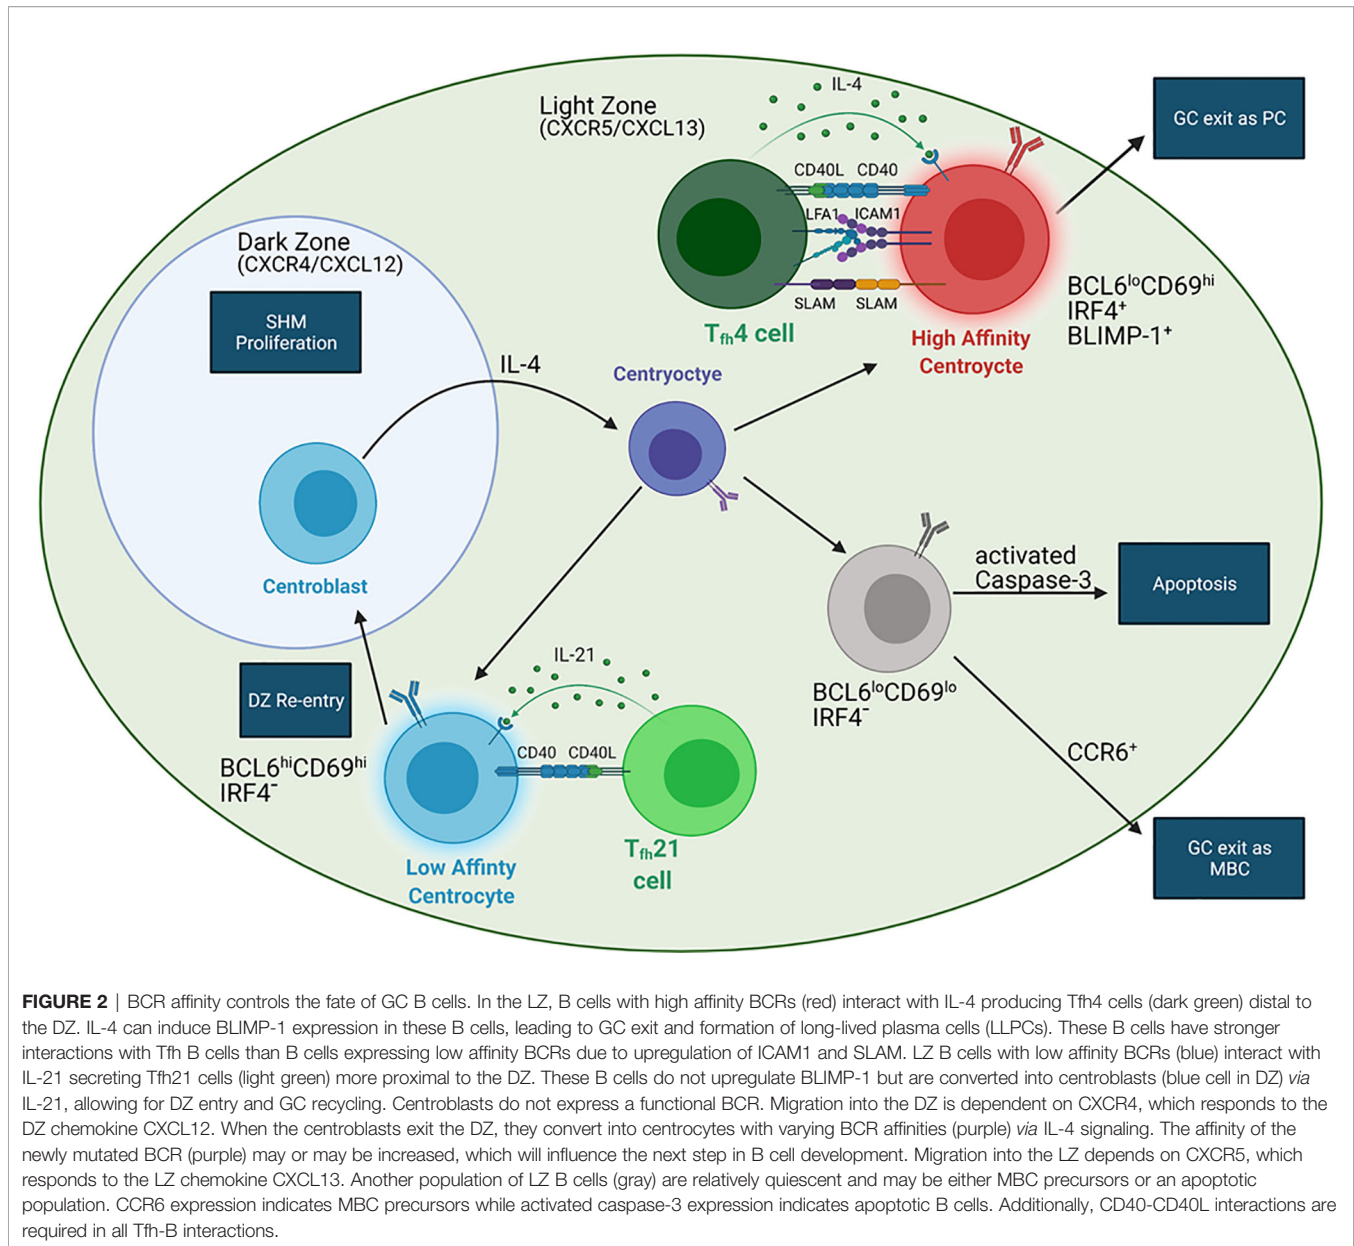 IL-4
Light Zone
(CXCR5/CXCL13)
GC exit as PC
CD40L CD40
LFA1 ICAM1
SLAM SLAM
Tfh4 cell
High Affinity
Centroycte
BCL6loCD69hi
IRF4+
BLIMP-1+
Dark Zone
(CXCR4/CXCL12)
SHM
Proliferation
IL-4
Centryoctye
Centroblast
activated
Caspase-3
Apoptosis
BCL6loCD69lo
IRF4-
CCR6+
GC exit as
MBC
DZ Re-entry
BCL6hiCD69hi
IRF4-
IL-21
CD40 CD40L
Low Affinty
Centrocyte
Tfh21
cell
FIGURE 2 | BCR affinity controls the fate of GC B cells. In the LZ, B cells with high affinity BCRs (red) interact with IL-4 producing Tfh4 cells (dark green) distal to
the DZ. IL-4 can induce BLIMP-1 expression in these B cells, leading to GC exit and formation of long-lived plasma cells (LLPCs). These B cells have stronger
interactions with Tfh B cells than B cells expressing low affinity BCRs due to upregulation of ICAM1 and SLAM. LZ B cells with low affinity BCRs (blue) interact with
IL-21 secreting Tfh21 cells (light green) more proximal to the DZ. These B cells do not upregulate BLIMP-1 but are converted into centroblasts (blue cell in DZ) via
IL-21, allowing for DZ entry and GC recycling. Centroblasts do not express a functional BCR. Migration into the DZ is dependent on CXCR4, which responds to the
DZ chemokine CXCL12. When the centroblasts exit the DZ, they convert into centrocytes with varying BCR affinities (purple) via IL-4 signaling. The affinity of the
newly mutated BCR (purple) may or may be increased, which will influence the next step in B cell development. Migration into the LZ depends on CXCR5, which
responds to the LZ chemokine CXCL13. Another population of LZ B cells (gray) are relatively quiescent and may be either MBC precursors or an apoptotic
population. CCR6 expression indicates MBC precursors while activated caspase-3 expression indicates apoptotic B cells. Additionally, CD40-CD40L interactions are
required in all Tfh-B interactions.